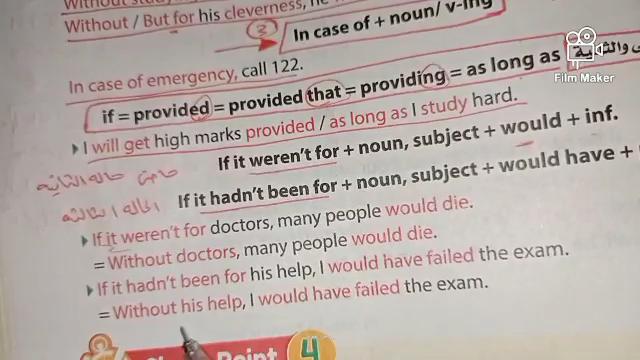 Without / But for his cleverness, he
3
In case of + noun/ v-ing
In case of emergency, call 122.
if = provided = provided that = providing = as long as
I will get high marks provided / as long as I study hard.
If it weren't for + noun, subject + would + inf.
If it hadn't been for + noun, subject + would have +
If it weren't for doctors, many people would die.
= Without doctors, many people would die.
If it hadn't been for his help, I would have failed the exam.
= Without his help, I would have failed the exam.
Point 4
Film Maker